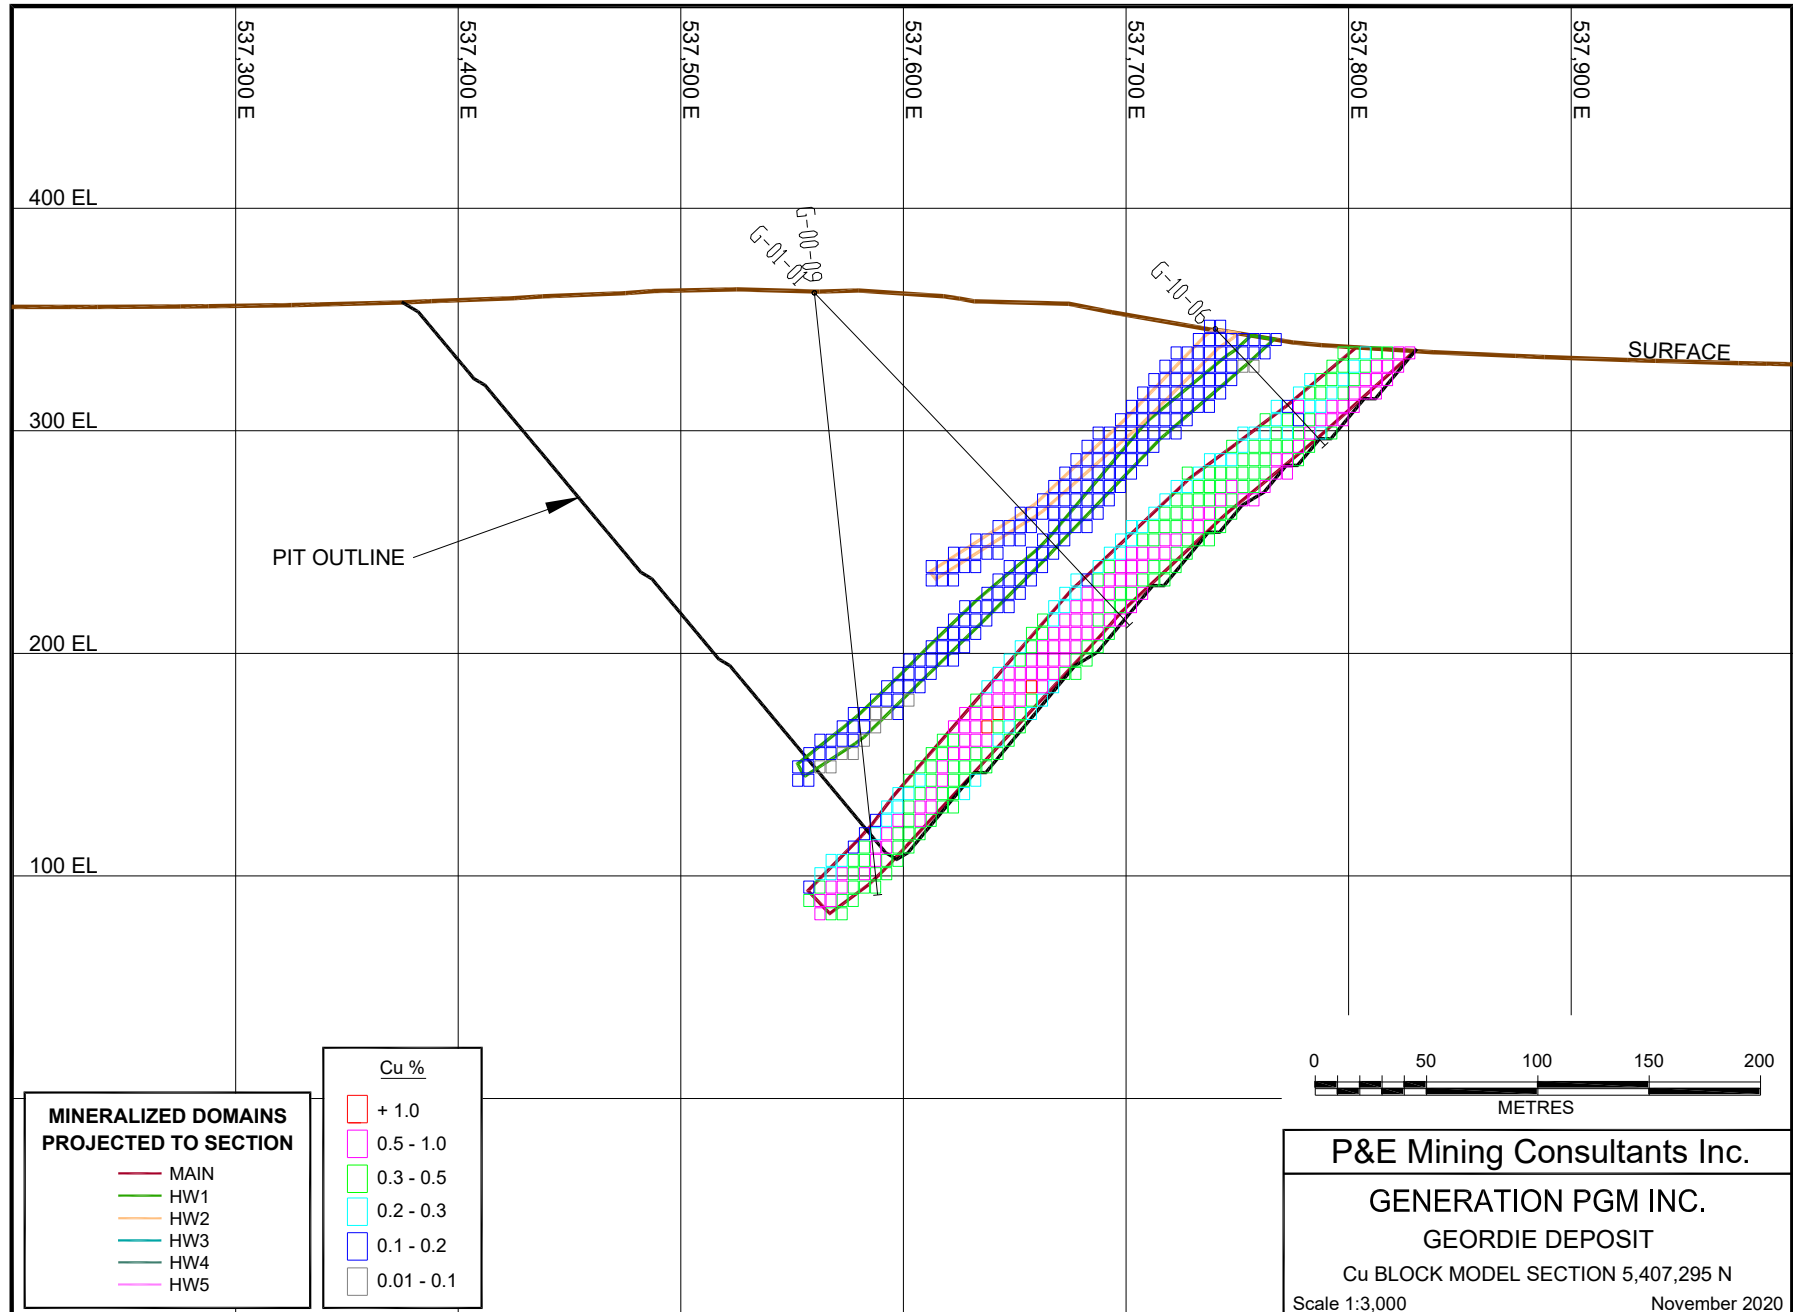 537,300 E
537,400 E
537,500 E
537,600 E
537,700 E
537,800 E
537,900 E
400 EL
300 EL
200 EL
100 EL
G-01-01
G-00-09
G-10-06
SURFACE
PIT OUTLINE
MINERALIZED DOMAINS
PROJECTED TO SECTION
MAIN
HW1
HW2
HW3
HW4
HW5
Cu %
+ 1.0
0.5 - 1.0
0.3 - 0.5
0.2 - 0.3
0.1 - 0.2
0.01 - 0.1
0 50 100 150 200
METRES
P&E Mining Consultants Inc.
GENERATION PGM INC.
GEORDIE DEPOSIT
Cu BLOCK MODEL SECTION 5,407,295 N
Scale 1:3,000 November 2020